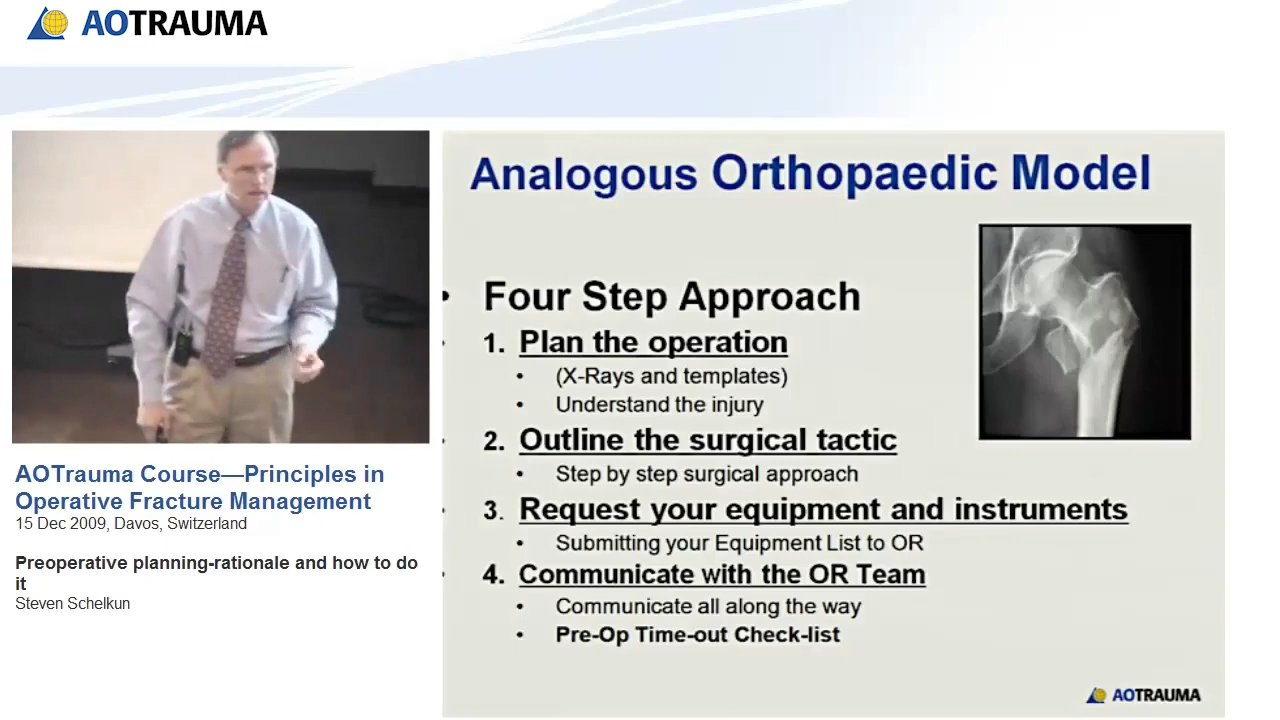 AOTRAUMA
AOTrauma Course—Principles in
Operative Fracture Management
15 Dec 2009, Davos, Switzerland
Preoperative planning-rationale and how to do
it
Steven Schelkun
Analogous Orthopaedic Model
• Four Step Approach
1. Plan the operation
• (X-Rays and templates)
• Understand the injury
2. Outline the surgical tactic
• Step by step surgical approach
3. Request your equipment and instruments
• Submitting your Equipment List to OR
4. Communicate with the OR Team
• Communicate all along the way
• Pre-Op Time-out Check-list
AOTRAUMA